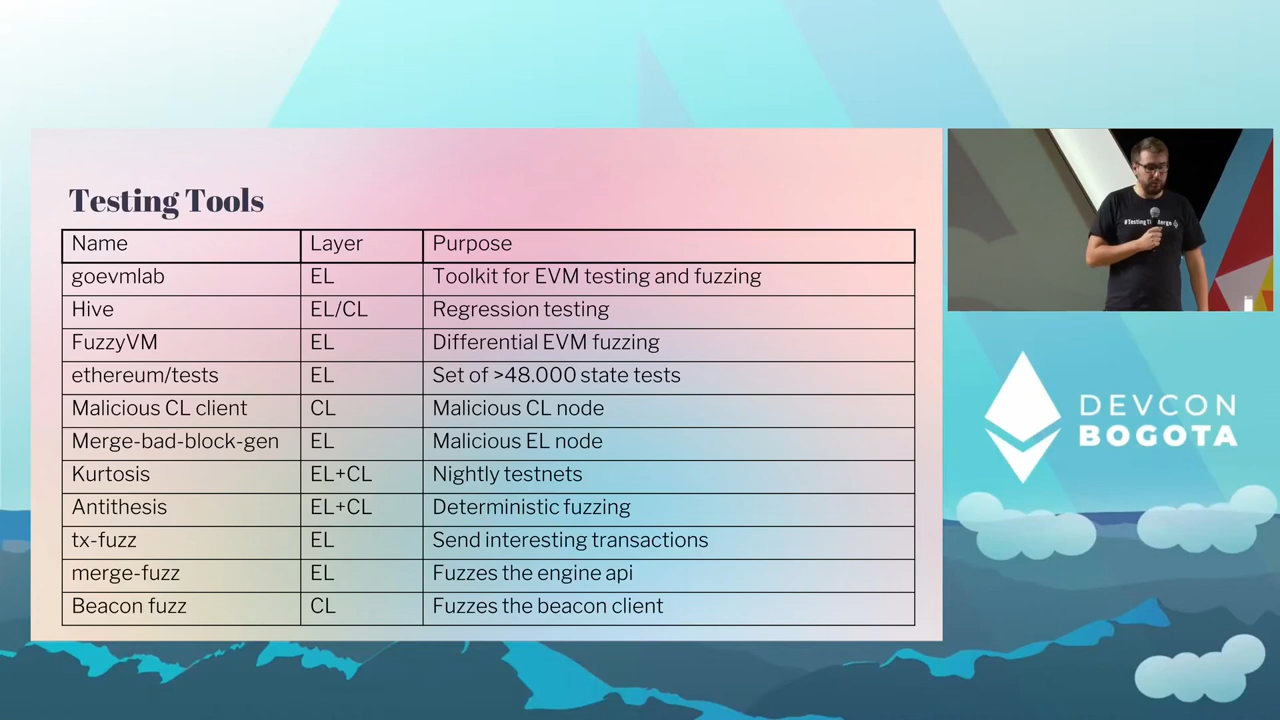 Testing Tools
Name Layer Purpose
goevmlab EL Toolkit for EVM testing and fuzzing
Hive EL/CL Regression testing
FuzzyVM EL Differential EVM fuzzing
ethereum/tests EL Set of >48.000 state tests
Malicious CL client CL Malicious CL node
Merge-bad-block-gen EL Malicious EL node
Kurtosis EL+CL Nightly testnets
Antithesis EL+CL Deterministic fuzzing
tx-fuzz EL Send interesting transactions
merge-fuzz EL Fuzzes the engine api
Beacon fuzz CL Fuzzes the beacon client
DEVCON
BOGOTA